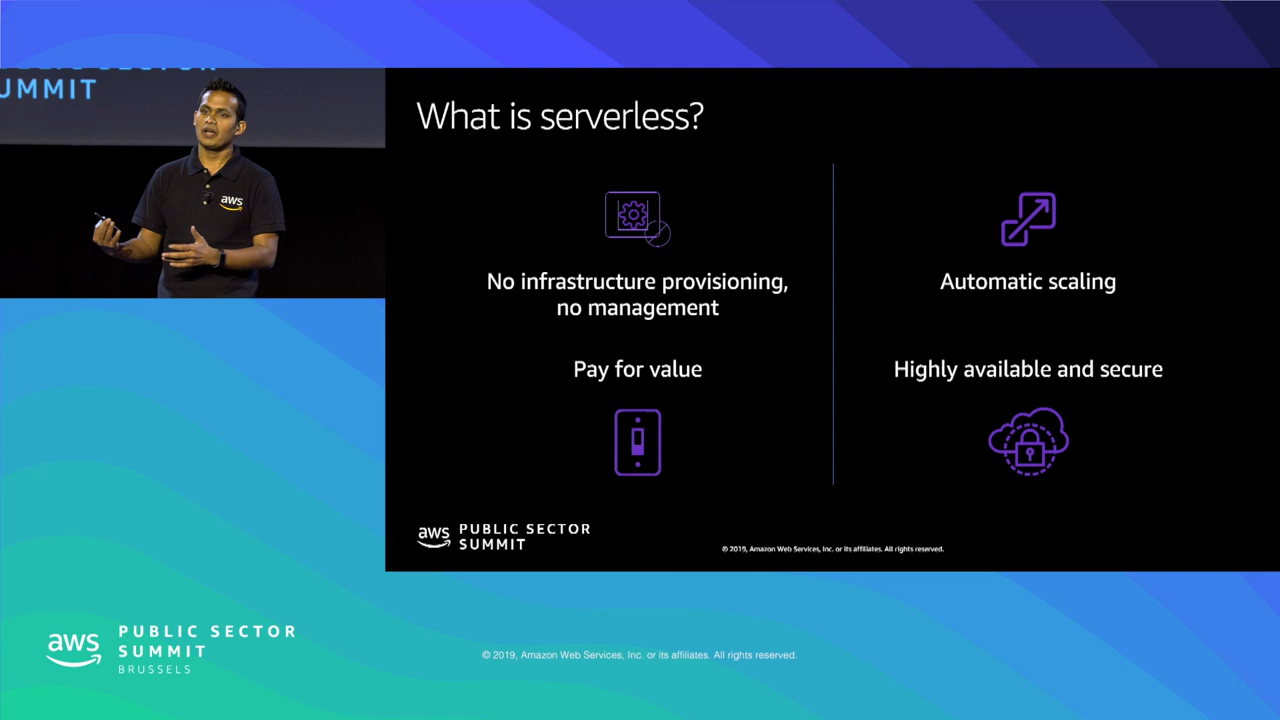 UMMIT
aws
What is serverless?
No infrastructure provisioning,
no management
Automatic scaling
Pay for value
Highly available and secure
aws
PUBLIC SECTOR
SUMMIT
© 2019, Amazon Web Services, Inc. or its affiliates. All rights reserved.
aws
PUBLIC SECTOR
SUMMIT
BRUSSELS
© 2019, Amazon Web Services, Inc. or its affiliates. All rights reserved.